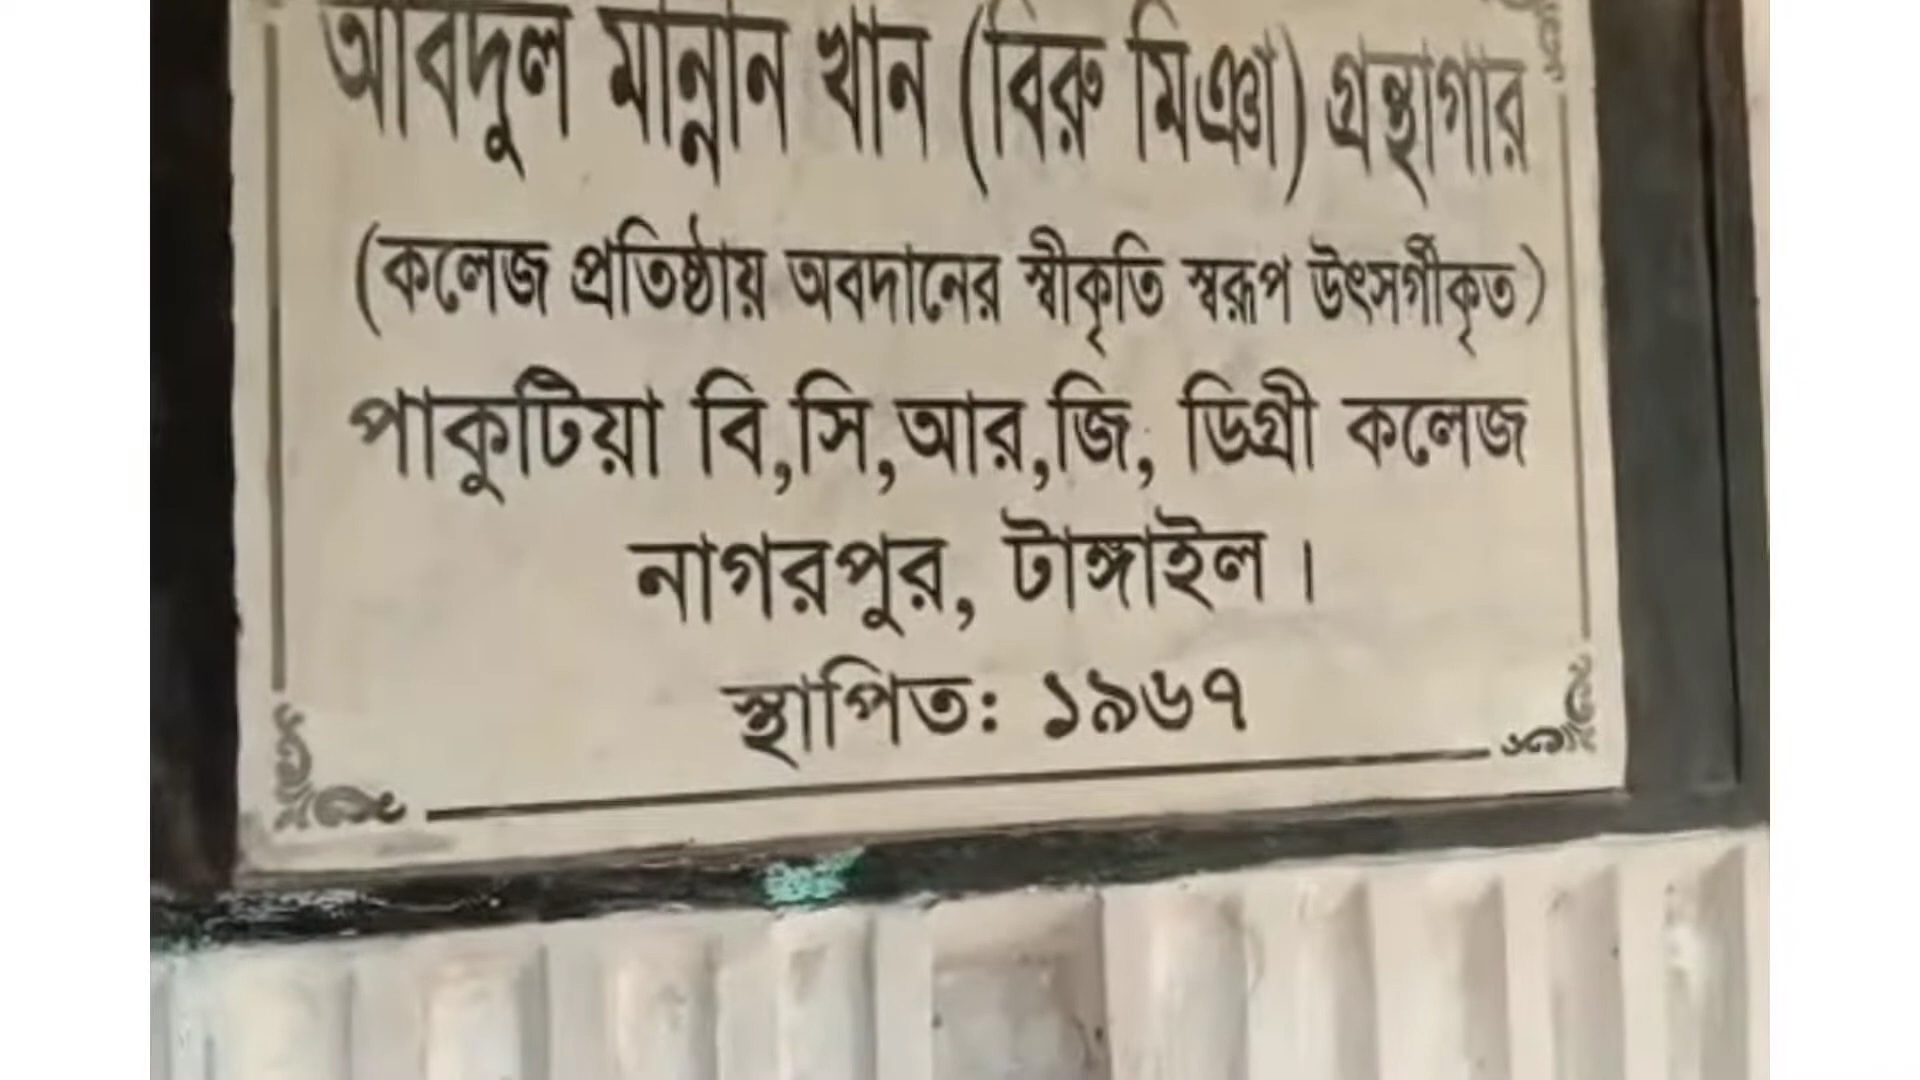 আবদুল মান্নান খান (বিরু মিঞা) গ্রন্থাগার
(কলেজ প্রতিষ্ঠায় অবদানের স্বীকৃতি স্বরূপ উৎসর্গীকৃত)
পাকুটিয়া বি,সি,আর,জি, ডিগ্রী কলেজ
নাগরপুর, টাঙ্গাইল।
স্থাপিত: ১৯৬৭